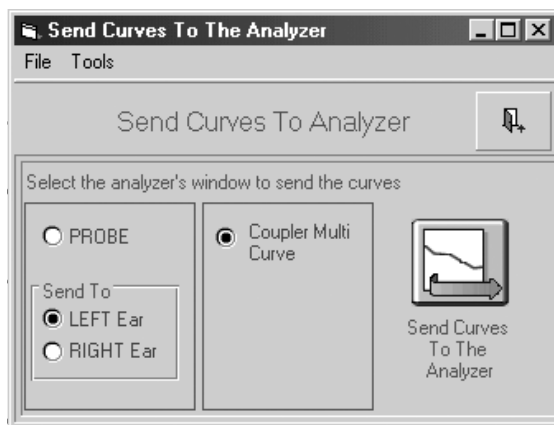 Send Curves To The Analyzer
File Tools
Send Curves To Analyzer
Select the analyzer's window to send the curves
PROBE
Send To
LEFT Ear
RIGHT Ear
Coupler Multi
Curve
Send Curves
To The
Analyzer